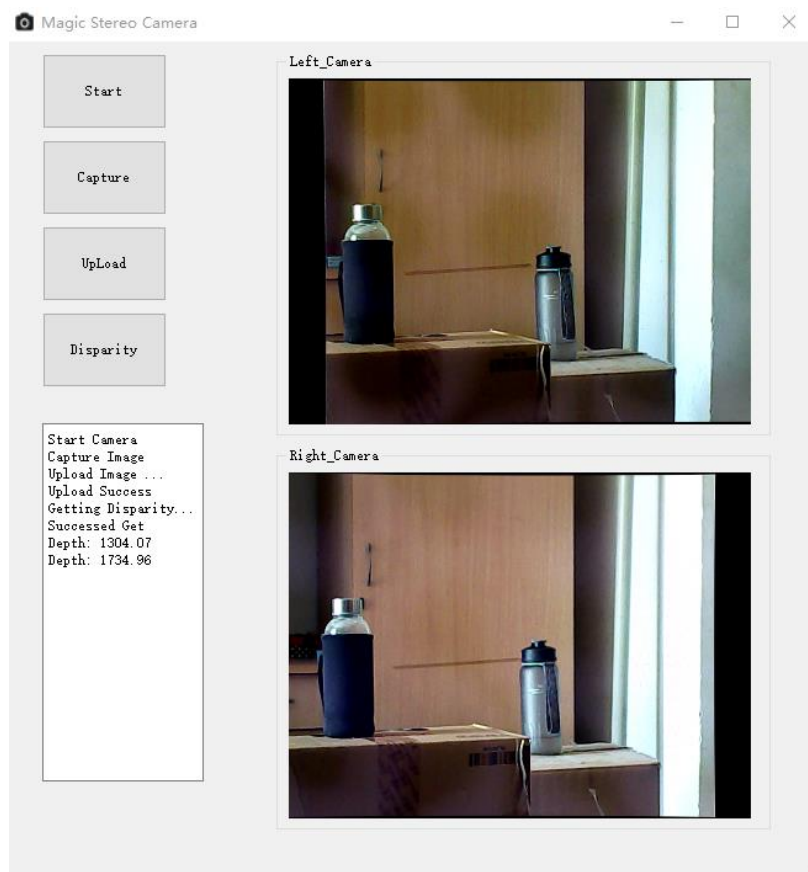 Magic Stereo Camera
Start
Capture
UpLoad
Disparity
Start Camera
Capture Image
Upload Image ...
Upload Success
Getting Disparity...
Successed Get
Depth: 1304.07
Depth: 1734.96
Left_Camera
Right_Camera